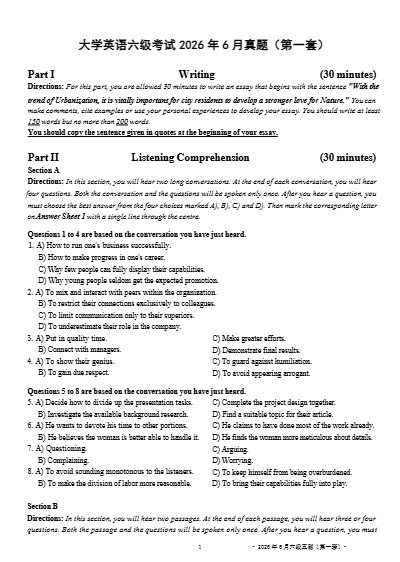 大学英语六级考试 2026 年 6 月真题（第一套）
Part I Writing (30 minutes)
Directions: For this part, you are allowed 30 minutes to write an essay that begins with the sentence "With the
trend of Urbanization, it is vitally important for city residents to develop a stronger love for Nature." You can
make comments, cite examples or use your personal experiences to develop your essay. You should write at least
150 words but no more than 200 words.
You should copy the sentence given in quotes at the beginning of your essay.
Part II Listening Comprehension (30 minutes)
Section A
Directions: In this section, you will hear two long conversations. At the end of each conversation, you will hear
four questions. Both the conversation and the questions will be spoken only once. After you hear a question, you
must choose the best answer from the four choices marked A), B), C) and D). Then mark the corresponding letter
on Answer Sheet 1 with a single line through the centre.
Questions 1 to 4 are based on the conversation you have just heard.
1. A) How to run one's business successfully.
B) How to make progress in one's career.
C) Why few people can fully display their capabilities.
D) Why young people seldom get the expected promotion.
2. A) To mix and interact with peers within the organization.
B) To restrict their connections exclusively to colleagues.
C) To limit communication only to their superiors.
D) To underestimate their role in the company.
3. A) Put in quality time. C) Make greater efforts.
B) Connect with managers. D) Demonstrate final results.
4. A) To show their genius. C) To guard against humiliation.
B) To gain due respect. D) To avoid appearing arrogant.
Questions 5 to 8 are based on the conversation you have just heard.
5. A) Decide how to divide up the presentation tasks. C) Complete the project design together.
B) Investigate the available background research. D) Find a suitable topic for their article.
6. A) He wants to devote his time to other portions. C) He claims to have done most of the work already.
B) He believes the woman is better able to handle it. D) He finds the woman more meticulous about details.
7. A) Questioning. C) Arguing.
B) Complaining. D) Worrying.
8. A) To avoid sounding monotonous to the listeners. C) To keep himself from being overburdened.
B) To make the division of labor more reasonable. D) To bring their capabilities fully into play.
Section B
Directions: In this section, you will hear two passages. At the end of each passage, you will hear three or four
questions. Both the passage and the questions will be spoken only once. After you hear a question, you must
1 · 2026 年 6 月六级真题（第一套）·